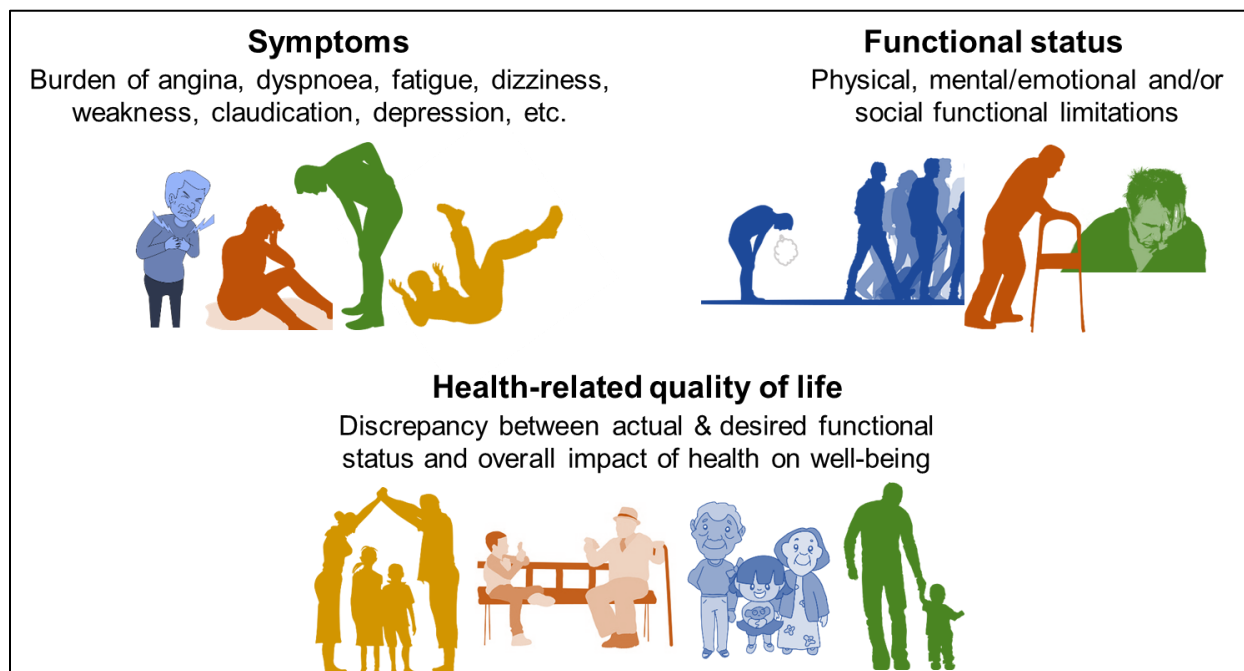 Symptoms
Burden of angina, dyspnoea, fatigue, dizziness,
weakness, claudication, depression, etc.
Functional status
Physical, mental/emotional and/or
social functional limitations
Health-related quality of life
Discrepancy between actual & desired functional
status and overall impact of health on well-being